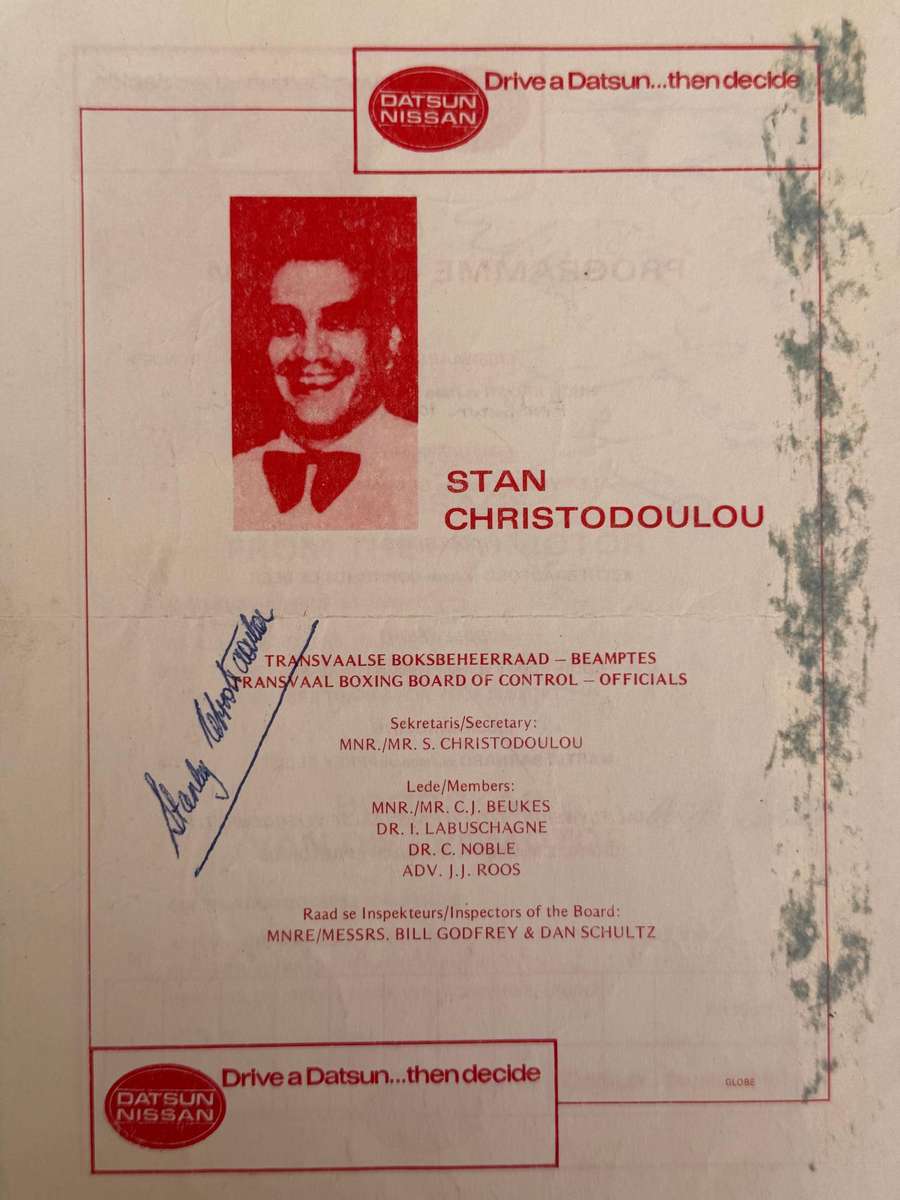 DATSUN
NISSAN
Drive a Datsun...then decide
STAN
CHRISTODOULOU
Stanley Christodoulou
TRANSVAALSE BOKSBEHEERRAAD – BEAMPTES
TRANSVAAL BOXING BOARD OF CONTROL – OFFICIALS
Sekretaris/Secretary:
MNR./MR. S. CHRISTODOULOU
Lede/Members:
MNR./MR. C.J. BEUKES
DR. I. LABUSCHAGNE
DR. C. NOBLE
ADV. J.J. ROOS
Raad se Inspekteurs/Inspectors of the Board:
MNRE/MESSRS. BILL GODFREY & DAN SCHULTZ
DATSUN
NISSAN
Drive a Datsun...then decide
GLOBE